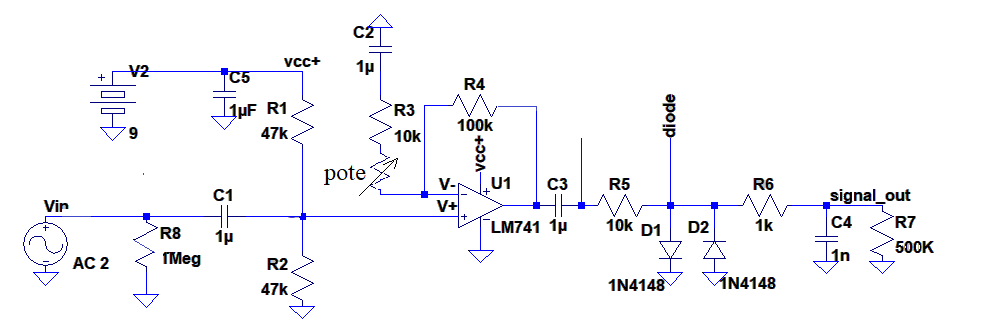 C2
1µ
V2
C5
vcc+
1µF
9
R1
47k
R3
10k
R4
100k
diode
pote
vcc+
V-
U1
V+
LM741
Vin
AC 2
R8
1Meg
C1
1µ
R2
47k
C3
1µ
R5
10k
D1
1N4148
D2
1N4148
R6
1k
signal_out
C4
1n
R7
500K